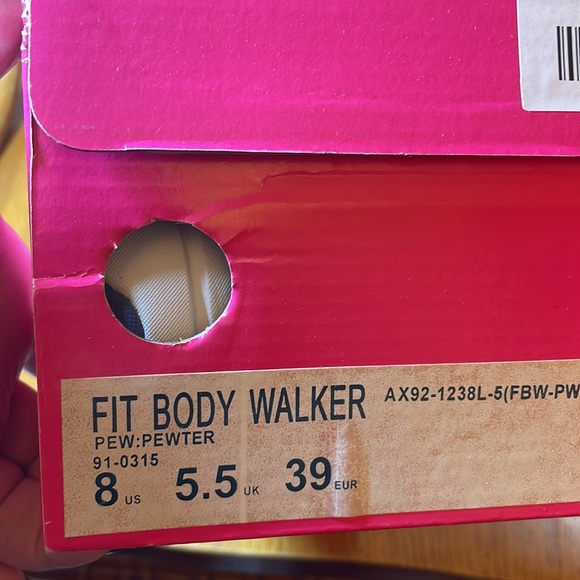 FIT BODY WALKER AX92-1238L-5(FBW-PW
PEW:PEWTER
91-0315
8 US 5.5 UK 39 EUR